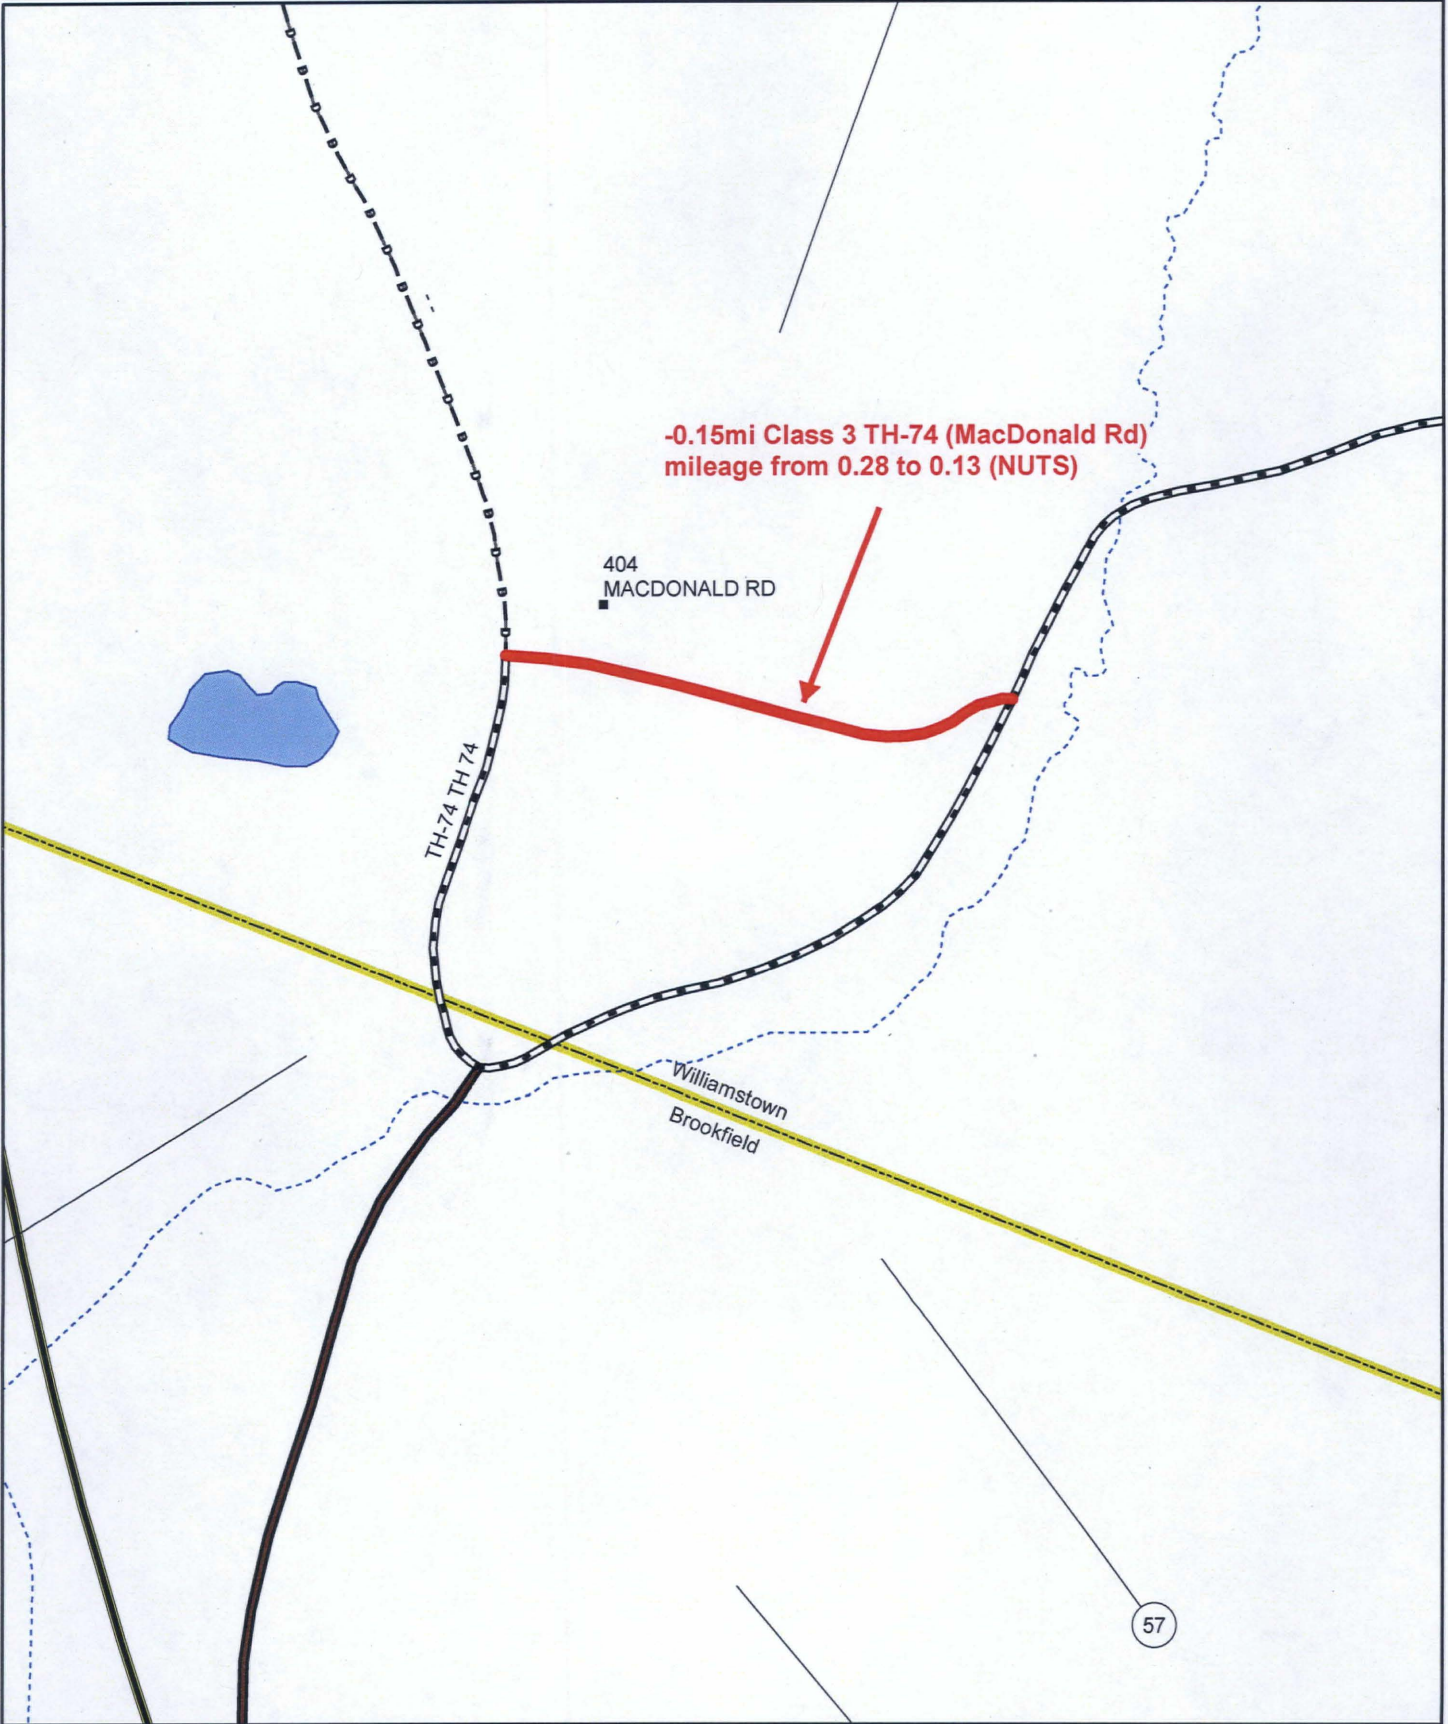 -0.15mi Class 3 TH-74 (MacDonald Rd)
mileage from 0.28 to 0.13 (NUTS)
404
MACDONALD RD
TH-74 TH 74
Williamstown
Brookfield
57